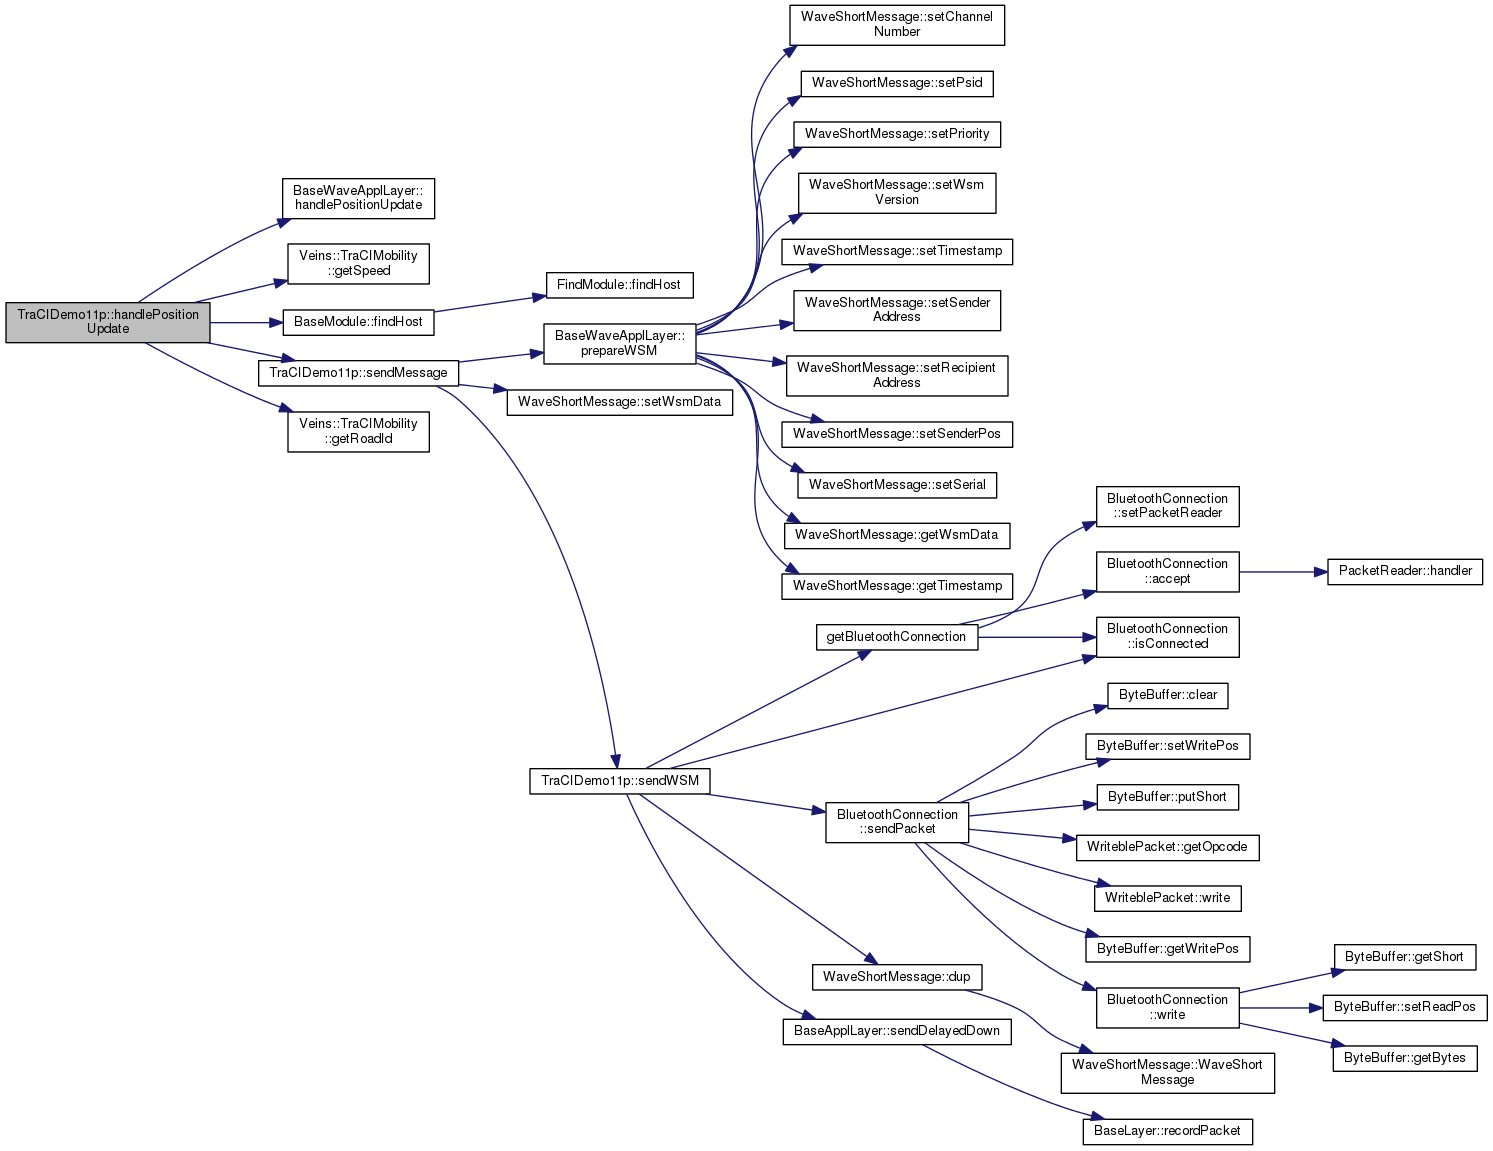 WaveShortMessage::setChannel
Number
WaveShortMessage::setPsid
WaveShortMessage::setPriority
WaveShortMessage::setWsm
Version
BaseWaveApplLayer::
handlePositionUpdate
WaveShortMessage::setTimestamp
Veins::TraCIMobility
::getSpeed
FindModule::findHost
WaveShortMessage::setSender
Address
TraCIDemo11p::handlePosition
Update
BaseModule::findHost
BaseWaveApplLayer::
prepareWSM
TraCIDemo11p::sendMessage
WaveShortMessage::setRecipient
Address
WaveShortMessage::setWsmData
Veins::TraCIMobility
::getRoadId
WaveShortMessage::setSenderPos
WaveShortMessage::setSerial
BluetoothConnection
::setPacketReader
WaveShortMessage::getWsmData
WaveShortMessage::getTimestamp
BluetoothConnection
::accept
PacketReader::handler
getBluetoothConnection
BluetoothConnection
::isConnected
ByteBuffer::clear
ByteBuffer::setWritePos
TraCIDemo11p::sendWSM
ByteBuffer::putShort
BluetoothConnection
::sendPacket
WriteblePacket::getOpcode
WriteblePacket::write
ByteBuffer::getWritePos
ByteBuffer::getShort
WaveShortMessage::dup
BluetoothConnection
::write
ByteBuffer::setReadPos
BaseApplLayer::sendDelayedDown
ByteBuffer::getBytes
WaveShortMessage::WaveShort
Message
BaseLayer::recordPacket